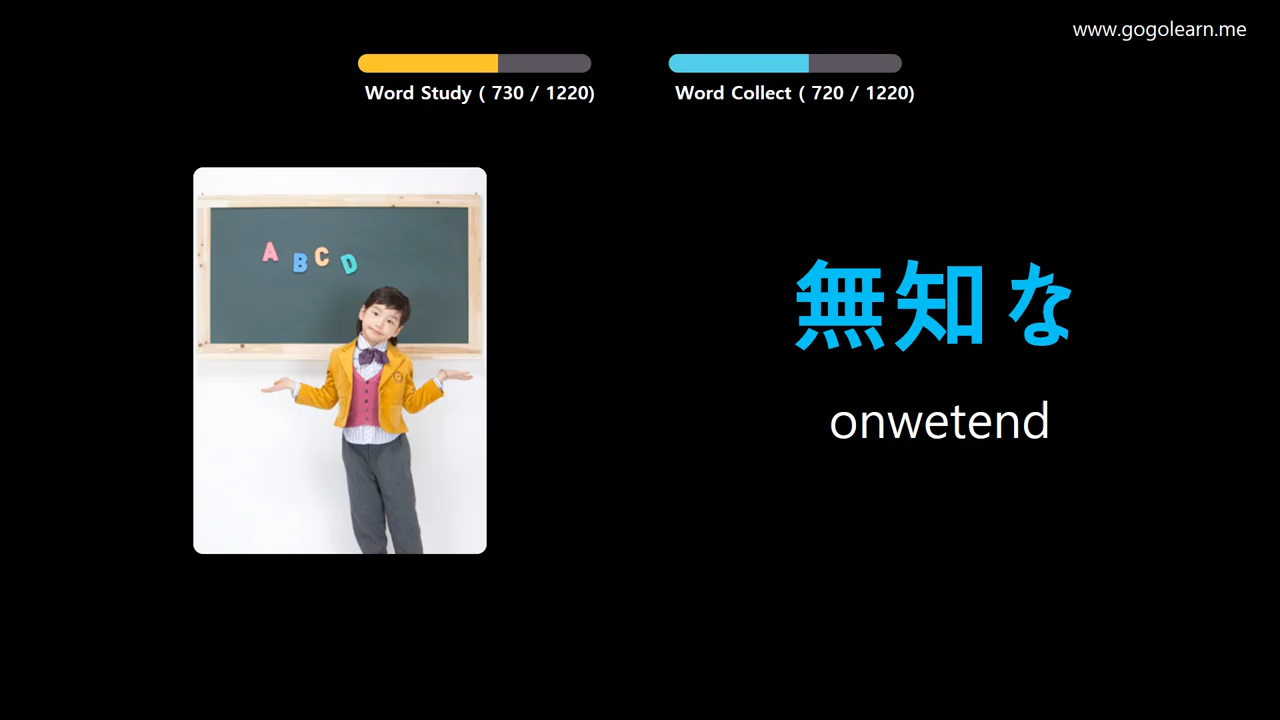 www.gogolearn.me
Word Study ( 730 / 1220)
Word Collect ( 720 / 1220)
A B C D
無知な
onwetend